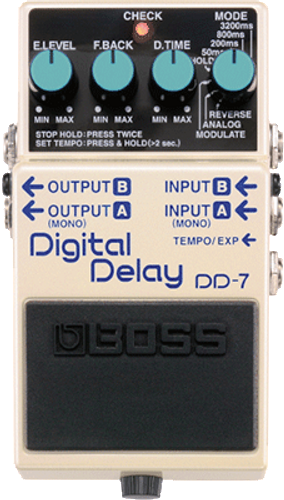 CHECK
MODE
3200ms
800ms
200ms
50ms
HOLD
E.LEVEL
F.BACK
D.TIME
MIN MAX
MIN MAX
MIN MAX
REVERSE
ANALOG
MODULATE
STOP HOLD: PRESS TWICE
SET TEMPO: PRESS & HOLD(>2 sec.)
←OUTPUT B
INPUT B←
←OUTPUT A
INPUT A←
(MONO)
(MONO)
TEMPO/EXP←
Digital
Delay DD-7
BOSS